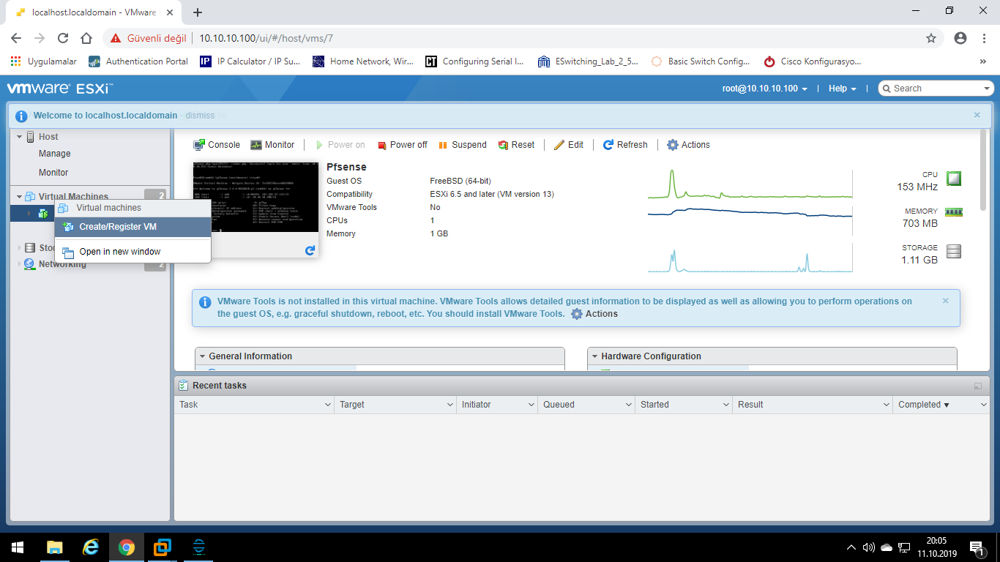 localhost.localdomain - VMware
Güvenli değil
10.10.10.100/ui/#/host/vms/7
Uygulamalar
Authentication Portal
IP Calculator / IP Su...
Home Network, Wir...
Configuring Serial I...
ESwitching_Lab_2_5...
Basic Switch Config...
Cisco Konfigurasyo...
vmware ESXi™
root@10.10.10.100
Help
Search
Welcome to localhost.localdomain - dismiss
Host
Manage
Monitor
Virtual Machines 2
Virtual machines
Create/Register VM
Open in new window
Networking 2
Console
Monitor
Power on
Power off
Suspend
Reset
Edit
Refresh
Actions
Pfsense
Guest OS FreeBSD (64-bit)
Compatibility ESXi 6.5 and later (VM version 13)
VMware Tools No
CPUs 1
Memory 1 GB
CPU
153 MHz
MEMORY
703 MB
STORAGE
1.11 GB
VMware Tools is not installed in this virtual machine. VMware Tools allows detailed guest information to be displayed as well as allowing you to perform operations on
the guest OS, e.g. graceful shutdown, reboot, etc. You should install VMware Tools. Actions
General Information
Hardware Configuration
Recent tasks
Task Target Initiator Queued Started Result Completed
20:05
11.10.2019
1